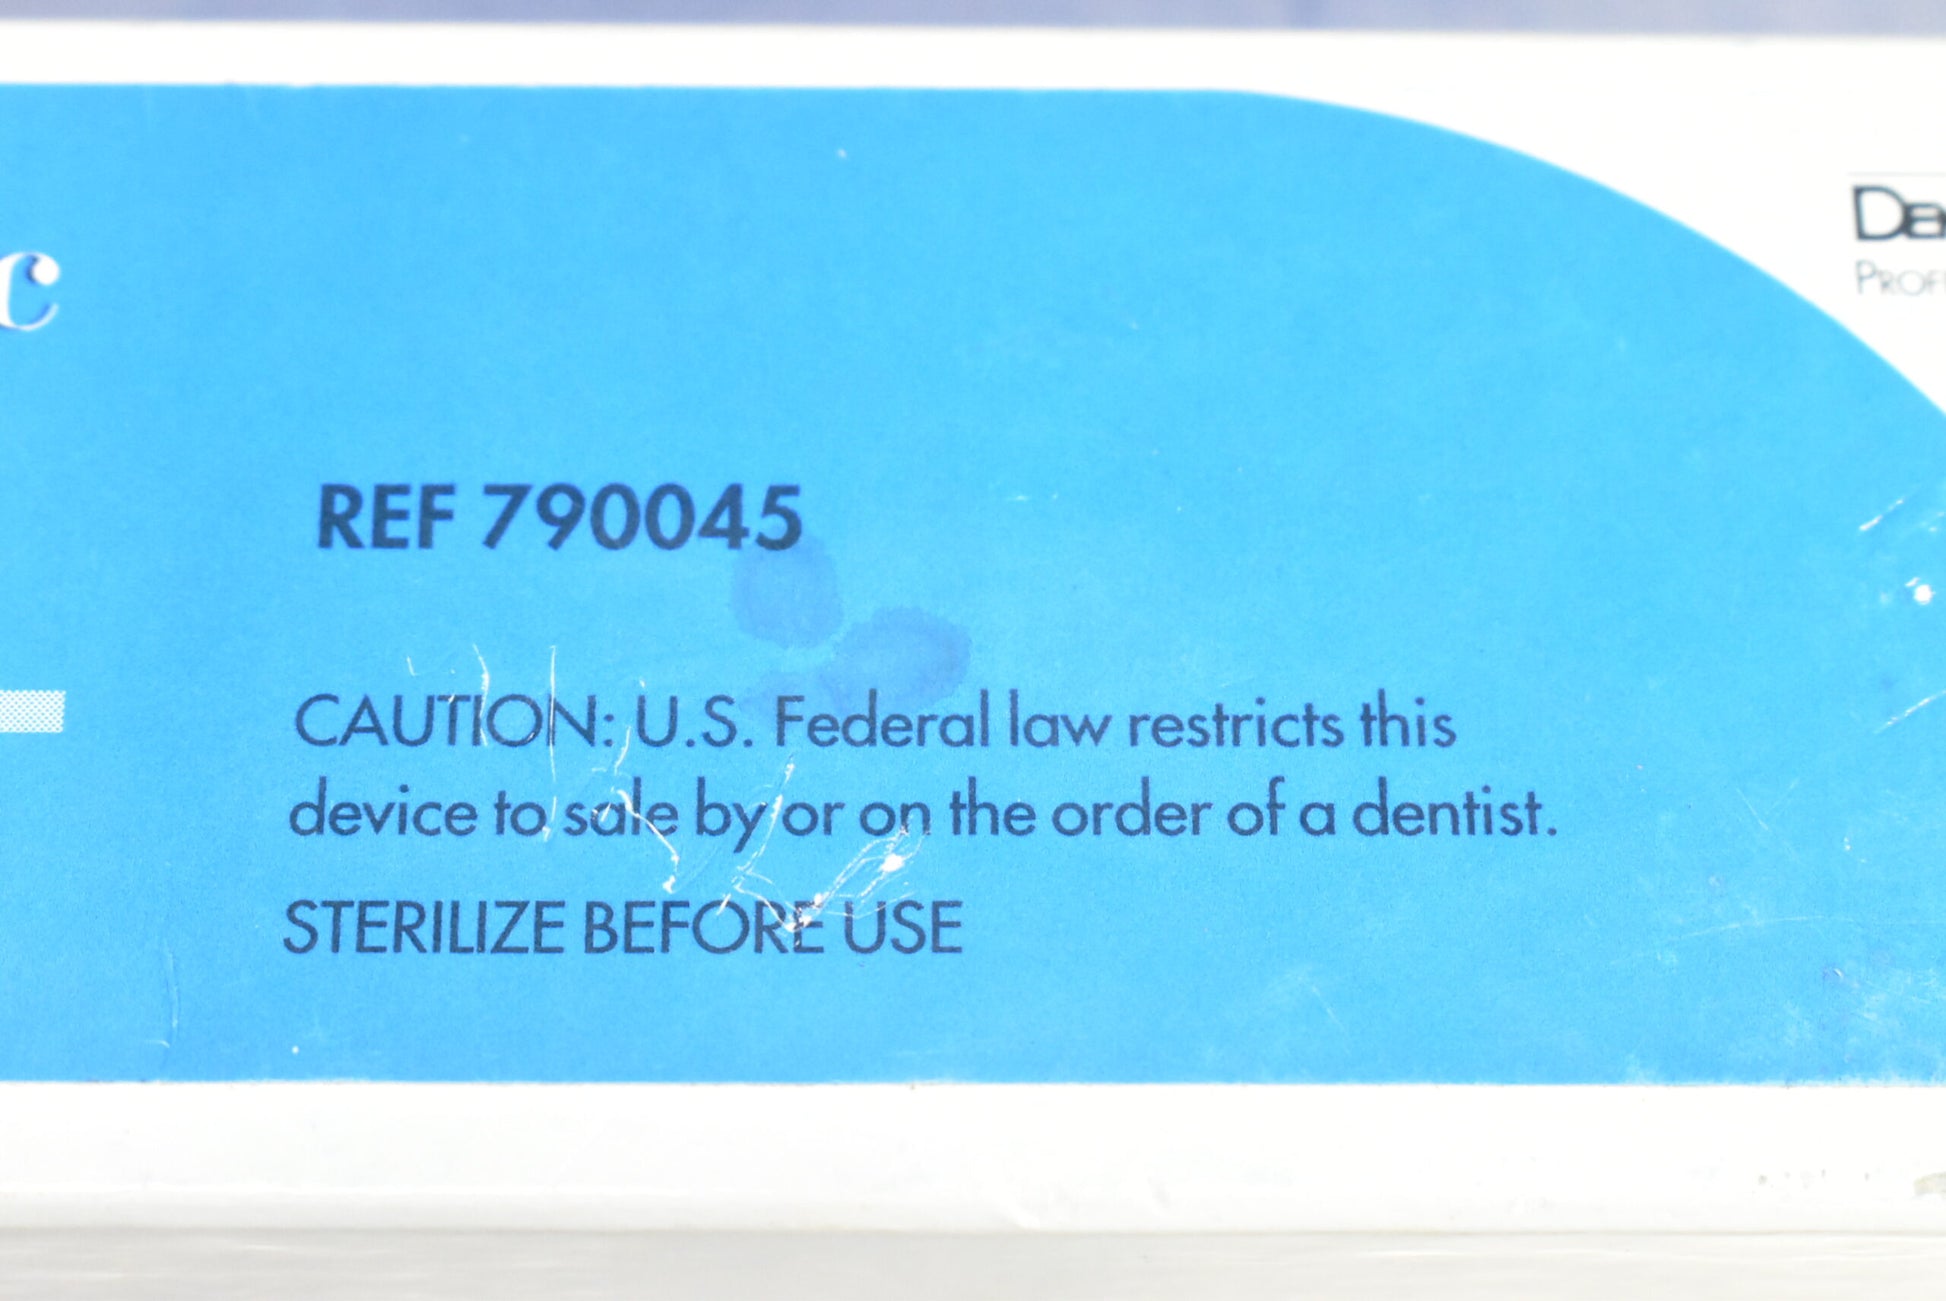 REF 790045
CAUTION: U.S. Federal law restricts this
device to sale by or on the order of a dentist.
STERILIZE BEFORE USE